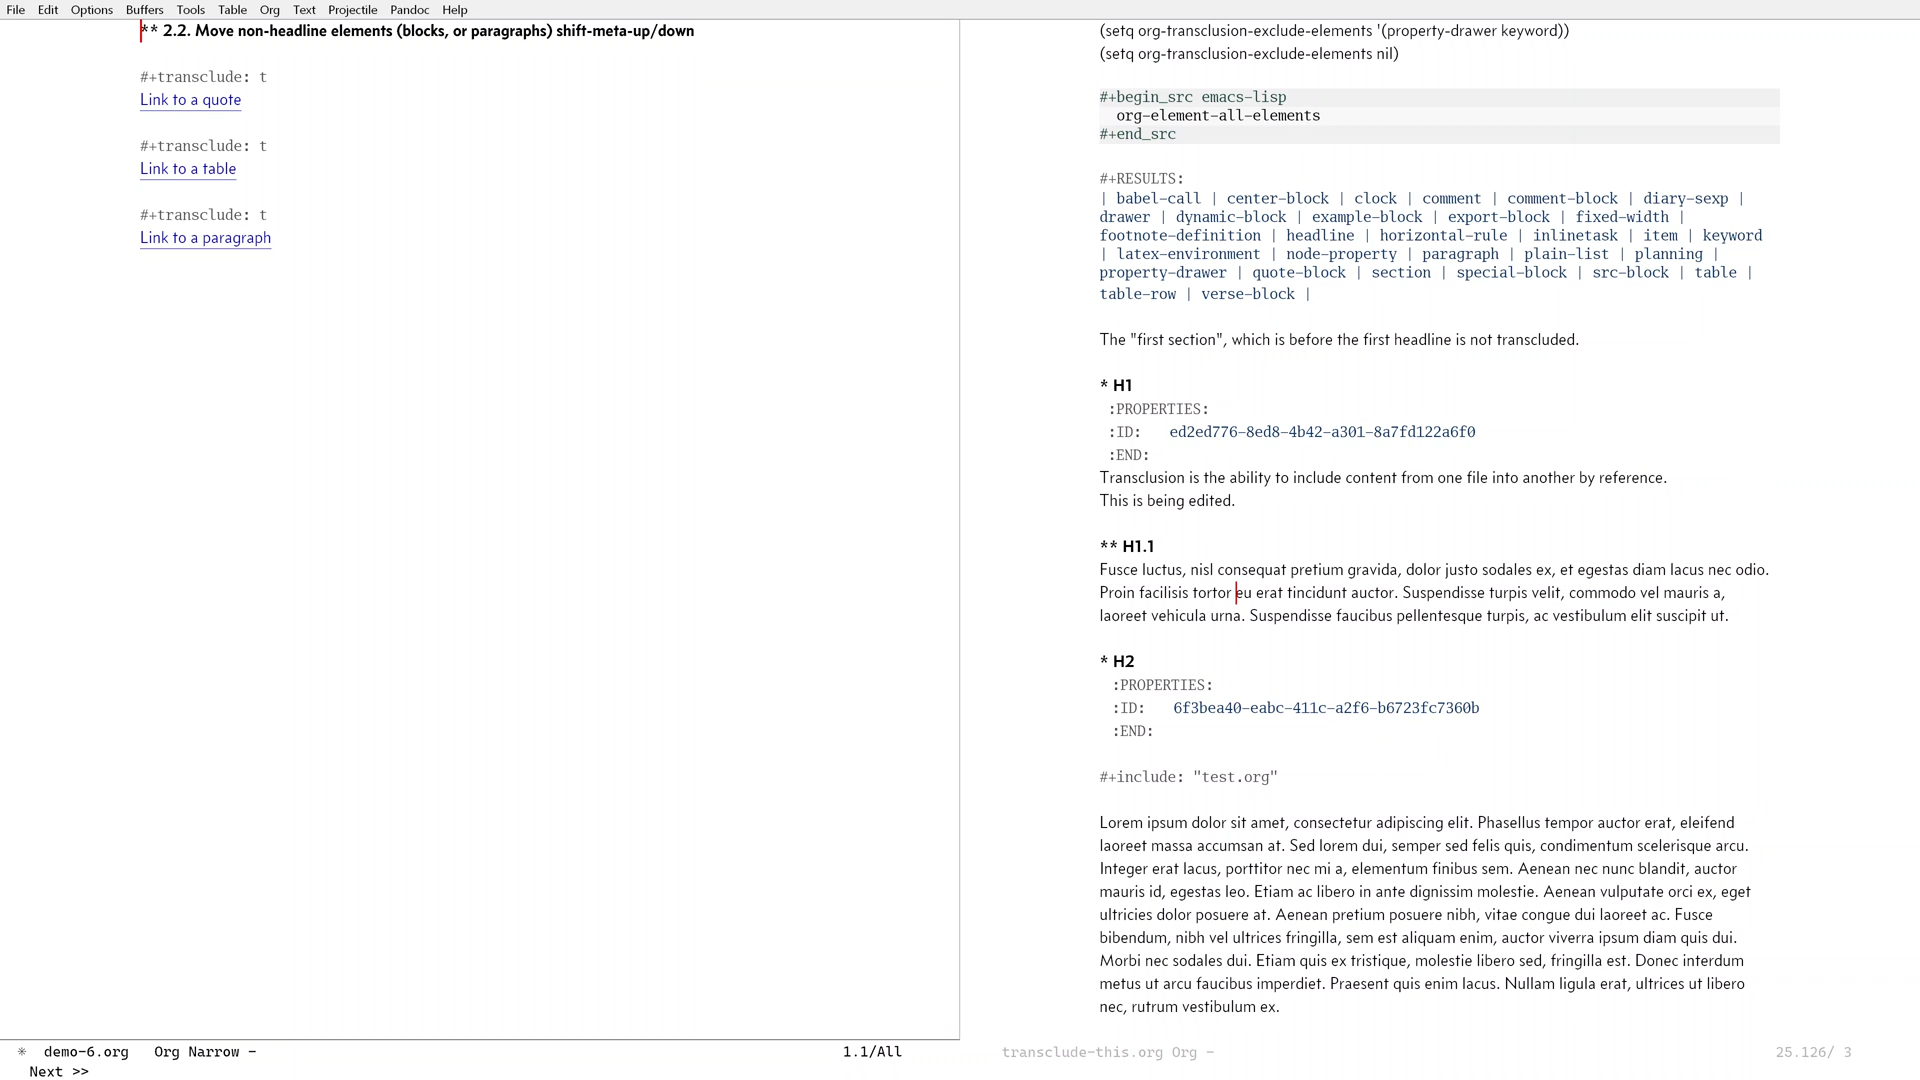 File Edit Options Buffers Tools Table Org Text Projectile Pandoc Help
** 2.2. Move non-headline elements (blocks, or paragraphs) shift-meta-up/down
#+transclude: t
Link to a quote
#+transclude: t
Link to a table
#+transclude: t
Link to a paragraph
(setq org-transclusion-exclude-elements '(property-drawer keyword))
(setq org-transclusion-exclude-elements nil)
#+begin_src emacs-lisp
org-element-all-elements
#+end_src
#+RESULTS:
| babel-call | center-block | clock | comment | comment-block | diary-sexp |
drawer | dynamic-block | example-block | export-block | fixed-width |
footnote-definition | headline | horizontal-rule | inlinetask | item | keyword
| latex-environment | node-property | paragraph | plain-list | planning |
property-drawer | quote-block | section | special-block | src-block | table |
table-row | verse-block |
The "first section", which is before the first headline is not transcluded.
* H1
:PROPERTIES:
:ID: ed2ed776-8ed8-4b42-a301-8a7fd122a6f0
:END:
Transclusion is the ability to include content from one file into another by reference.
This is being edited.
** H1.1
Fusce luctus, nisl consequat pretium gravida, dolor justo sodales ex, et egestas diam lacus nec odio.
Proin facilisis tortor eu erat tincidunt auctor. Suspendisse turpis velit, commodo vel mauris a,
laoreet vehicula urna. Suspendisse faucibus pellentesque turpis, ac vestibulum elit suscipit ut.
* H2
:PROPERTIES:
:ID: 6f3bea40-eabc-411c-a2f6-b6723fc7360b
:END:
#+include: "test.org"
Lorem ipsum dolor sit amet, consectetur adipiscing elit. Phasellus tempor auctor erat, eleifend
laoreet massa accumsan at. Sed lorem dui, semper sed felis quis, condimentum scelerisque arcu.
Integer erat lacus, porttitor nec mi a, elementum finibus sem. Aenean nec nunc blandit, auctor
mauris id, egestas leo. Etiam ac libero in ante dignissim molestie. Aenean vulputate orci ex, eget
ultricies dolor posuere at. Aenean pretium posuere nibh, vitae congue dui laoreet ac. Fusce
bibendum, nibh vel ultrices fringilla, sem est aliquam enim, auctor viverra ipsum diam quis dui.
Morbi nec sodales dui. Etiam quis ex tristique, molestie libero sed, fringilla est. Donec interdum
metus ut arcu faucibus imperdiet. Praesent quis enim lacus. Nullam ligula erat, ultrices ut libero
nec, rutrum vestibulum ex.
demo-6.org Org Narrow - 1.1/All
transclude-this.org Org - 25.126/ 3
Next >>